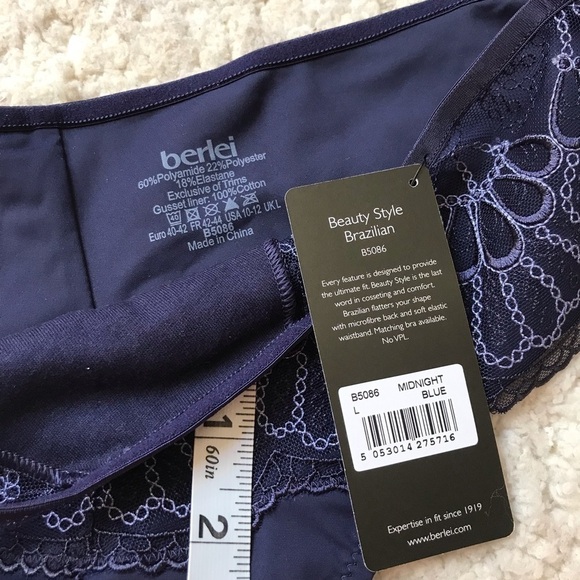 berlei
60%Polyamide 22%Polyester
18%Elastane
Exclusive of Trims
Gusset liner: 100%Cotton
40
Euro 40-42 FR 42-44 USA 10-12 UK L
B5086
Made in China
Beauty Style
Brazilian
B5086
Every feature is designed to provide
the ultimate fit. Beauty Style is the last
word in cosseting and comfort.
Brazilian flatters your shape
with microfibre back and soft elastic
waistband. Matching bra available.
No VPL.
B5086 MIDNIGHT
L BLUE
5 053014 275716
Expertise in fit since 1919
www.berlei.com
1
60in
2